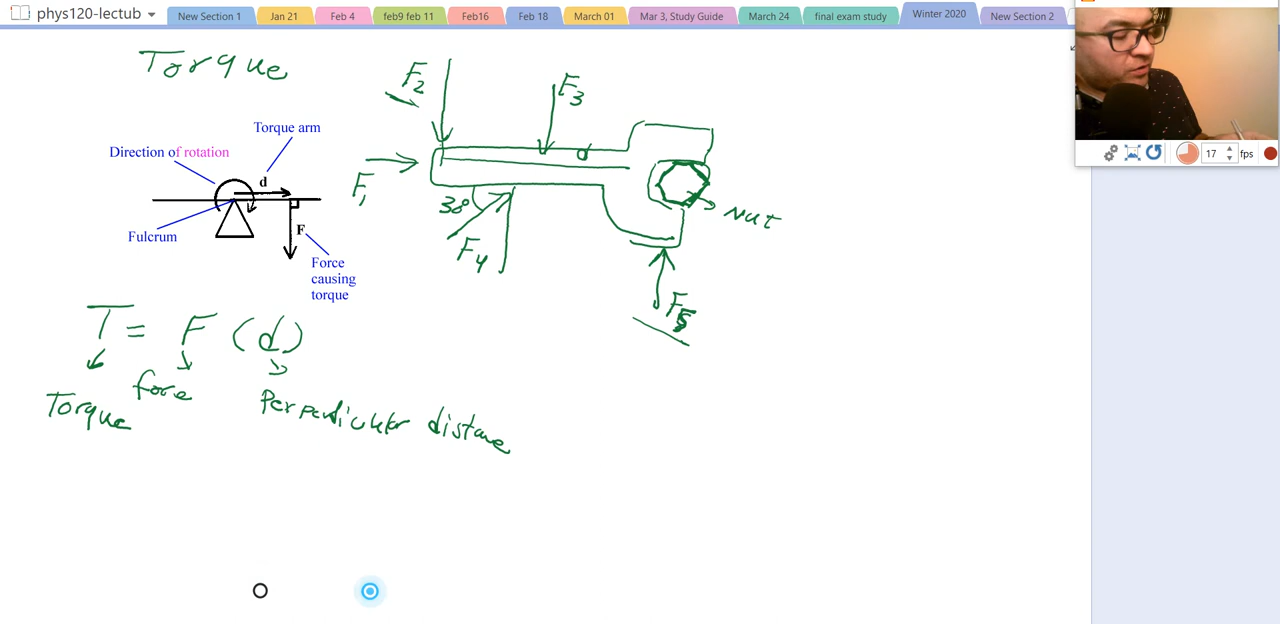 phys120-lectub
New Section 1
Jan 21
Feb 4
feb9 feb 11
Feb16
Feb 18
March 01
Mar 3, Study Guide
March 24
final exam study
Winter 2020
New Section 2
17 fps
Torque
Torque arm
Direction of rotation
d
F
Fulcrum
Force
causing
torque
F2
F3
d
F1
38
F4
Nut
F5
T = F (d)
Torque
force
Perpendicular distance